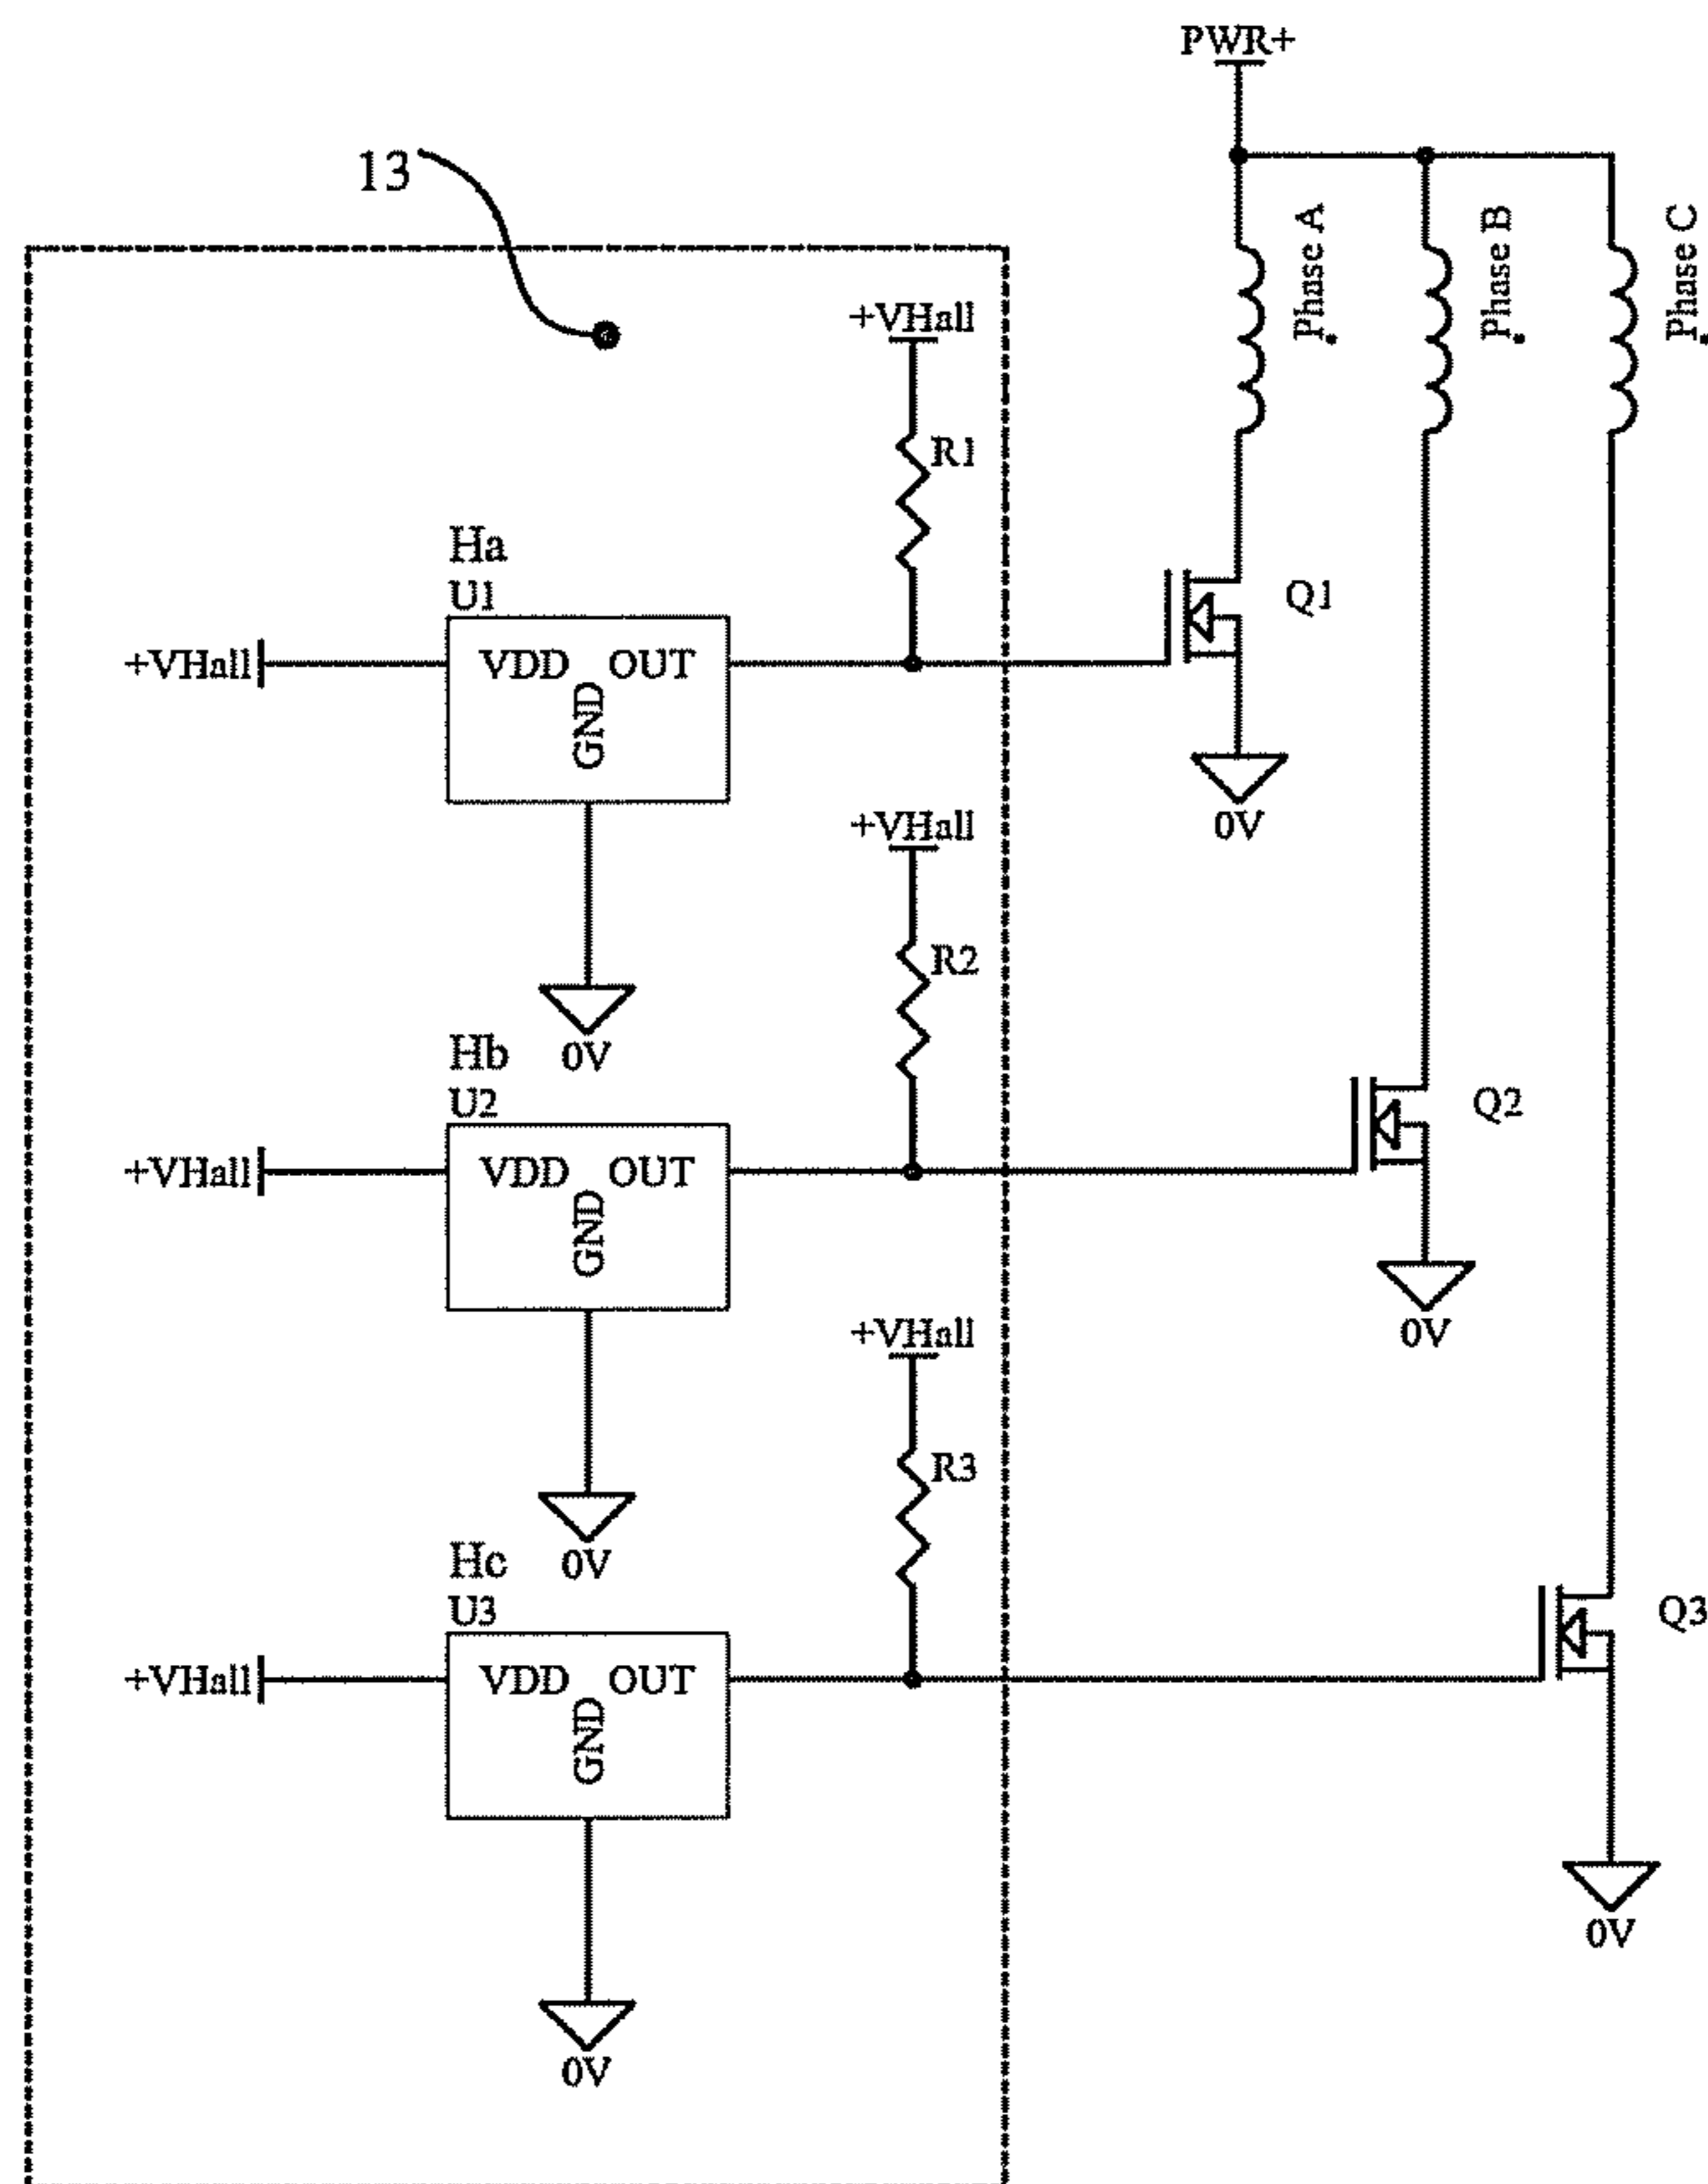 PWR+
13
Phase A
Phase B
Phase C
+VHall
R1
Ha
U1
Q1
+VHall
VDD
OUT
GND
0V
+VHall
R2
0V
Hb
U2
Q2
+VHall
VDD
OUT
GND
0V
+VHall
R3
0V
Hc
U3
Q3
+VHall
VDD
OUT
GND
0V
0V